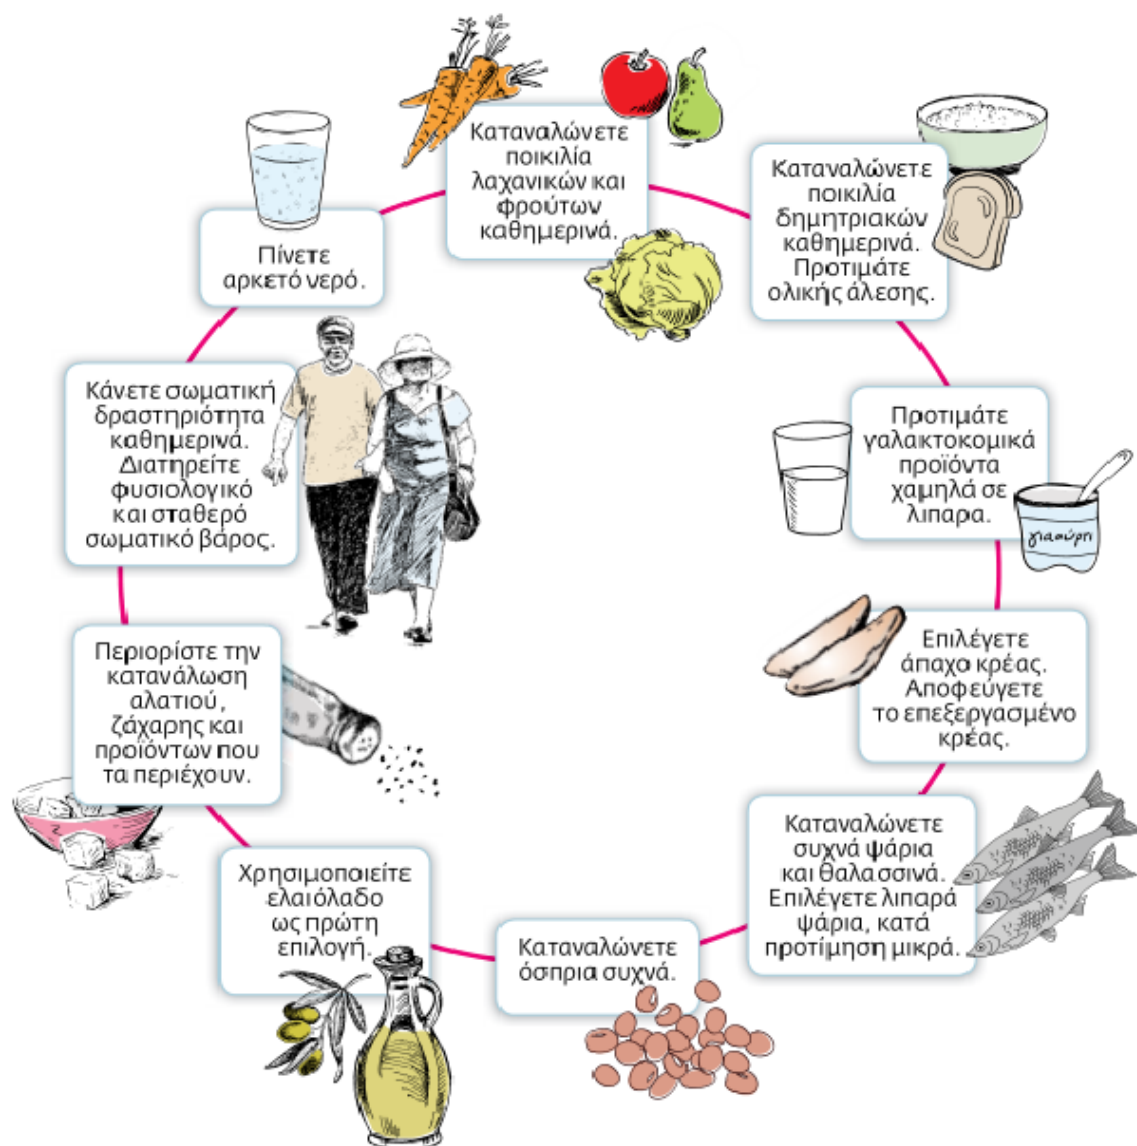 Καταναλώνετε
ποικιλία
λαχανικών και
φρούτων
καθημερινά.
Καταναλώνετε
ποικιλία
δημητριακών
καθημερινά.
Προτιμάτε
ολικής άλεσης.
Προτιμάτε
γαλακτοκομικά
προϊόντα
χαμηλά σε
λιπαρα.
γιαούρτι
Επιλέγετε
άπαχο κρέας.
Αποφεύγετε
το επεξεργασμένο
κρέας.
Καταναλώνετε
συχνά ψάρια
και θαλασσινά.
Επιλέγετε λιπαρά
ψάρια, κατά
προτίμηση μικρά.
Καταναλώνετε
όσπρια συχνά.
Χρησιμοποιείτε
ελαιόλαδο
ως πρώτη
επιλογή.
Περιορίστε την
κατανάλωση
αλατιού,
ζάχαρης και
προϊόντων που
τα περιέχουν.
Κάνετε σωματική
δραστηριότητα
καθημερινά.
Διατηρείτε
φυσιολογικό
και σταθερό
σωματικό βάρος.
Πίνετε
αρκετό νερό.